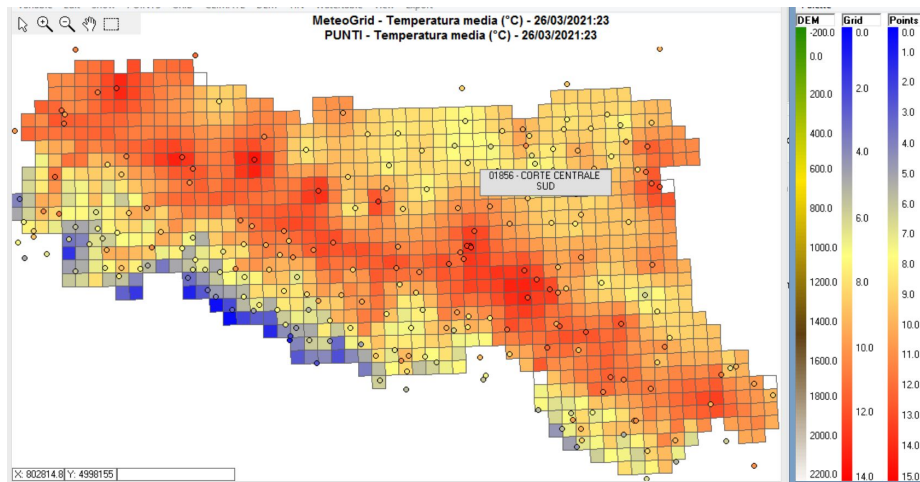 MeteoGrid - Temperatura media (°C) - 26/03/2021:23
PUNTI - Temperatura media (°C) - 26/03/2021:23
01856 - CORTE CENTRALE
SUD
X: 802814.8 Y: 4998155
DEM Grid Points
-200.0 0.0 0.0
1.0
0.0 2.0 2.0
3.0
200.0 4.0
400.0 4.0 5.0
600.0 6.0
800.0 6.0 7.0
1000.0 8.0
1200.0 8.0 9.0
1400.0 10.0 10.0
11.0
1600.0 12.0
1800.0 12.0 13.0
2000.0 14.0
2200.0 14.0 15.0